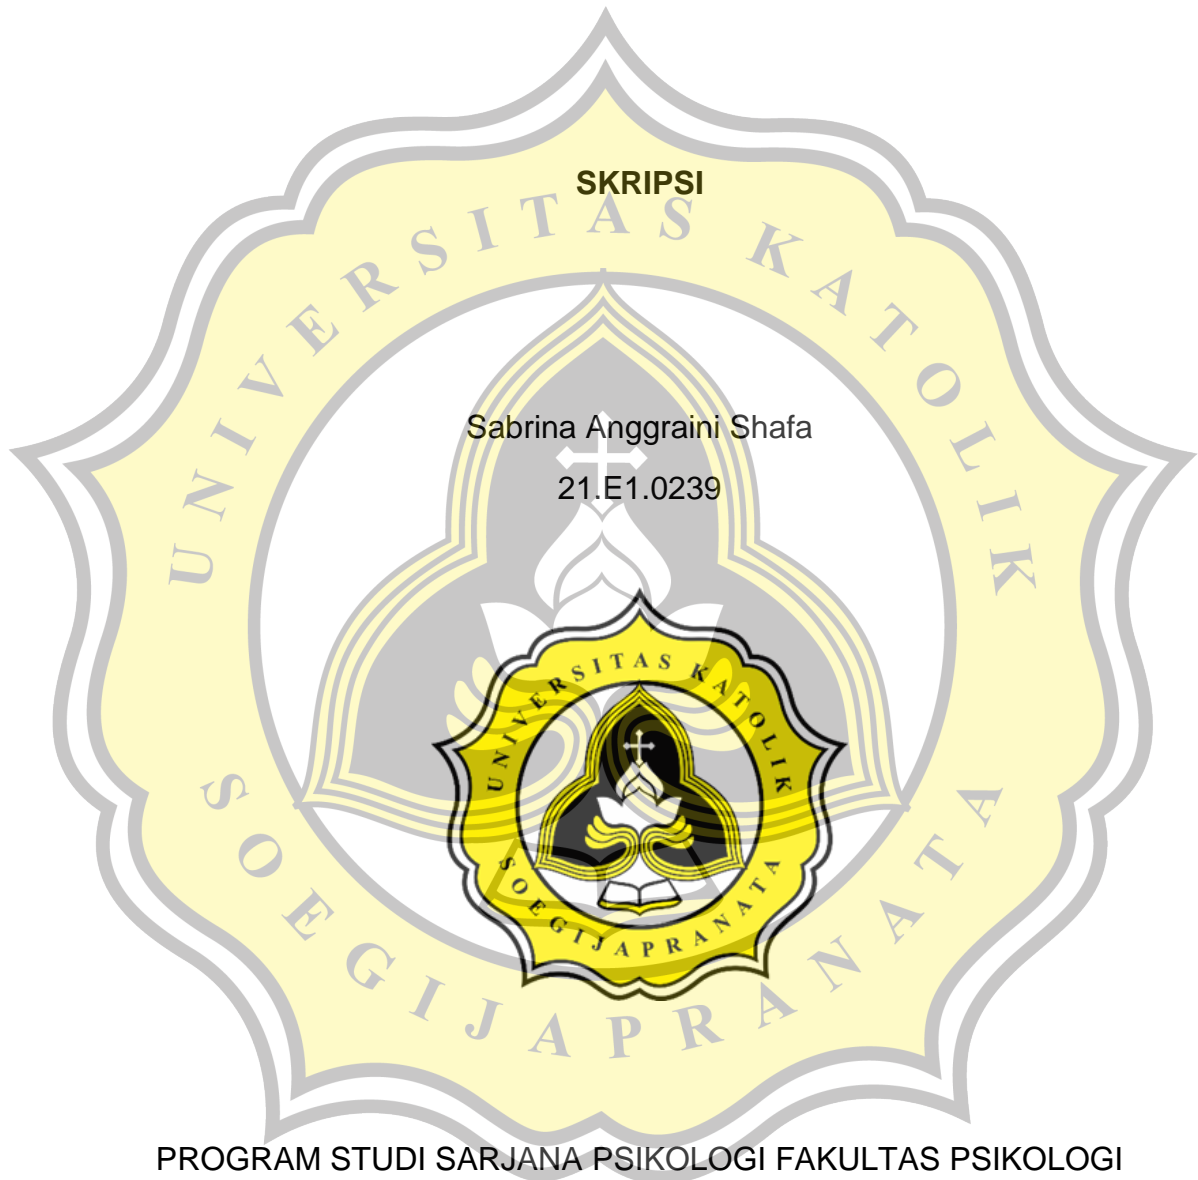 SKRIPSI
UNIVERSITAS KATOLIK
SOEGIJAPRANATA
Sabrina Anggraini Shafa
21.E1.0239
UNIVERSITAS KATOLIK
SOEGIJAPRANATA
PROGRAM STUDI SARJANA PSIKOLOGI FAKULTAS PSIKOLOGI